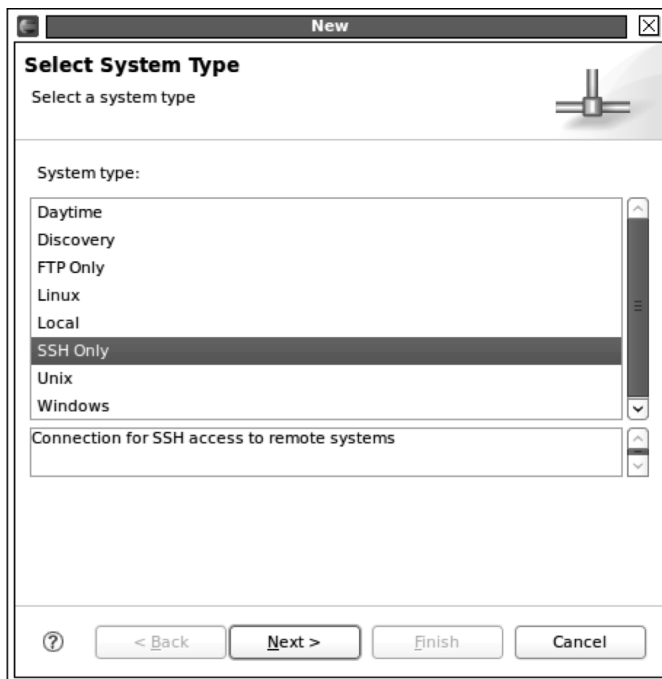 New
Select System Type
Select a system type
System type:
Daytime
Discovery
FTP Only
Linux
Local
SSH Only
Unix
Windows
Connection for SSH access to remote systems
? < Back Next > Finish Cancel